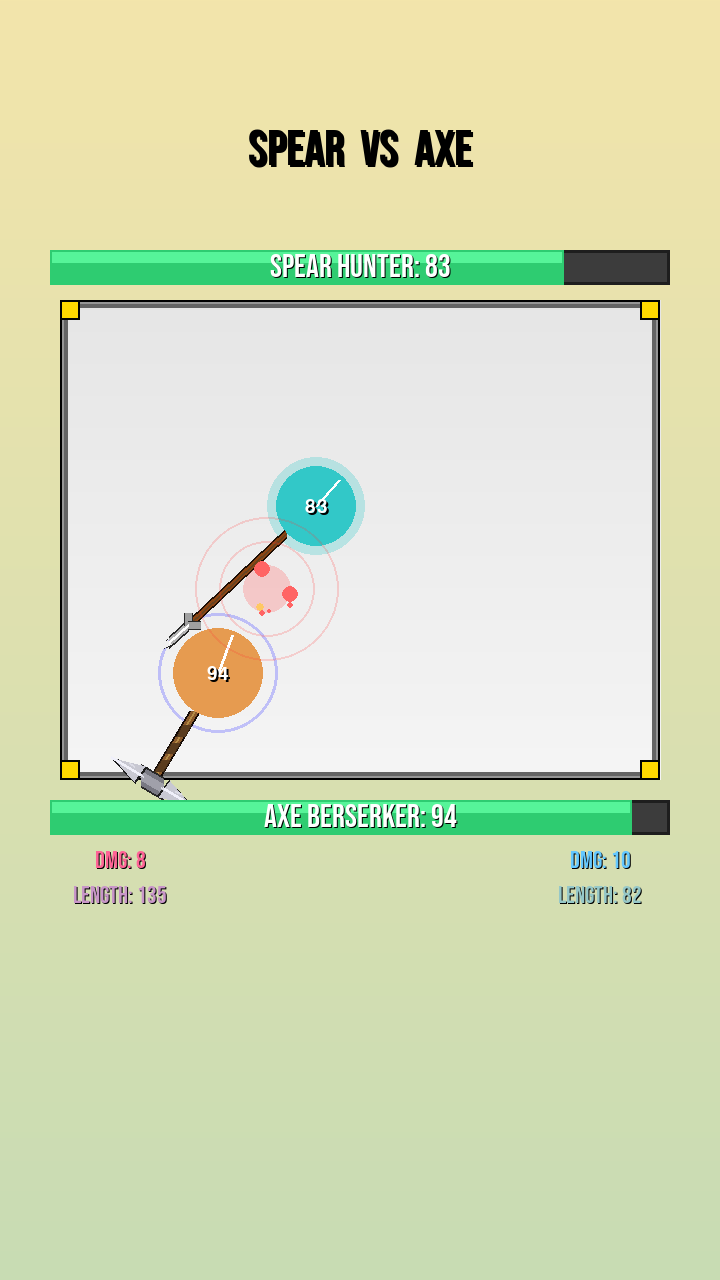 SPEAR VS AXE
SPEAR HUNTER: 83
83
94
AXE BERSERKER: 94
DMG: 8
DMG: 10
LENGTH: 135
LENGTH: 82